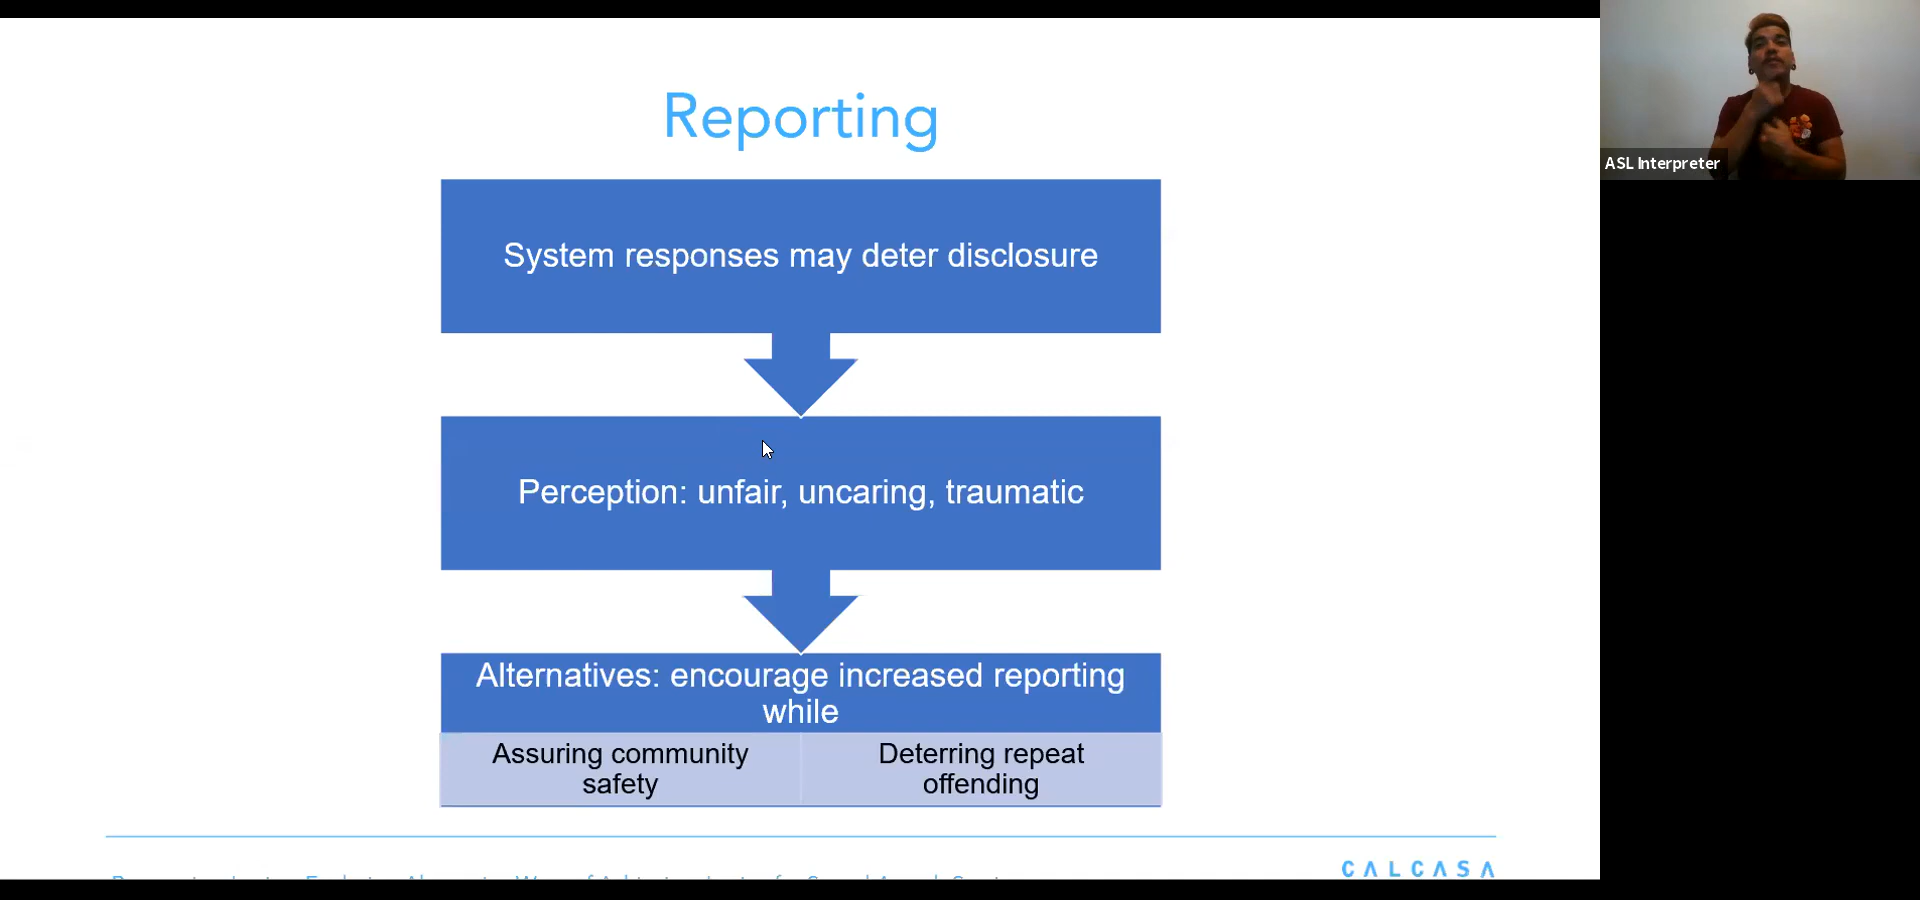 Reporting
ASL Interpreter
System responses may deter disclosure
Perception: unfair, uncaring, traumatic
Alternatives: encourage increased reporting
while
Assuring community
safety
Deterring repeat
offending
CALCASA